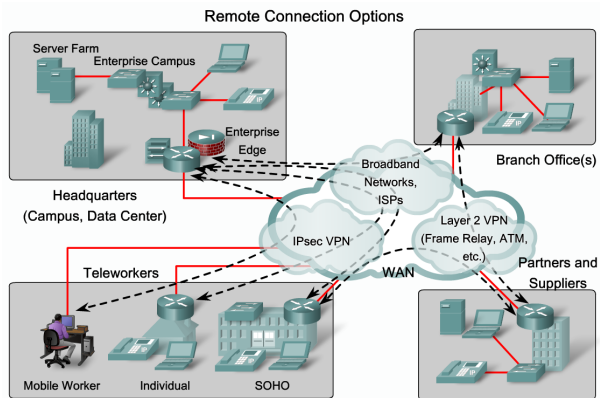 Remote Connection Options
Server Farm
Enterprise Campus
Enterprise
Edge
Headquarters
(Campus, Data Center)
Branch Office(s)
Broadband
Networks,
ISPs
IPsec VPN
Layer 2 VPN
(Frame Relay, ATM,
etc.)
WAN
Teleworkers
Partners and
Suppliers
Mobile Worker
Individual
SOHO